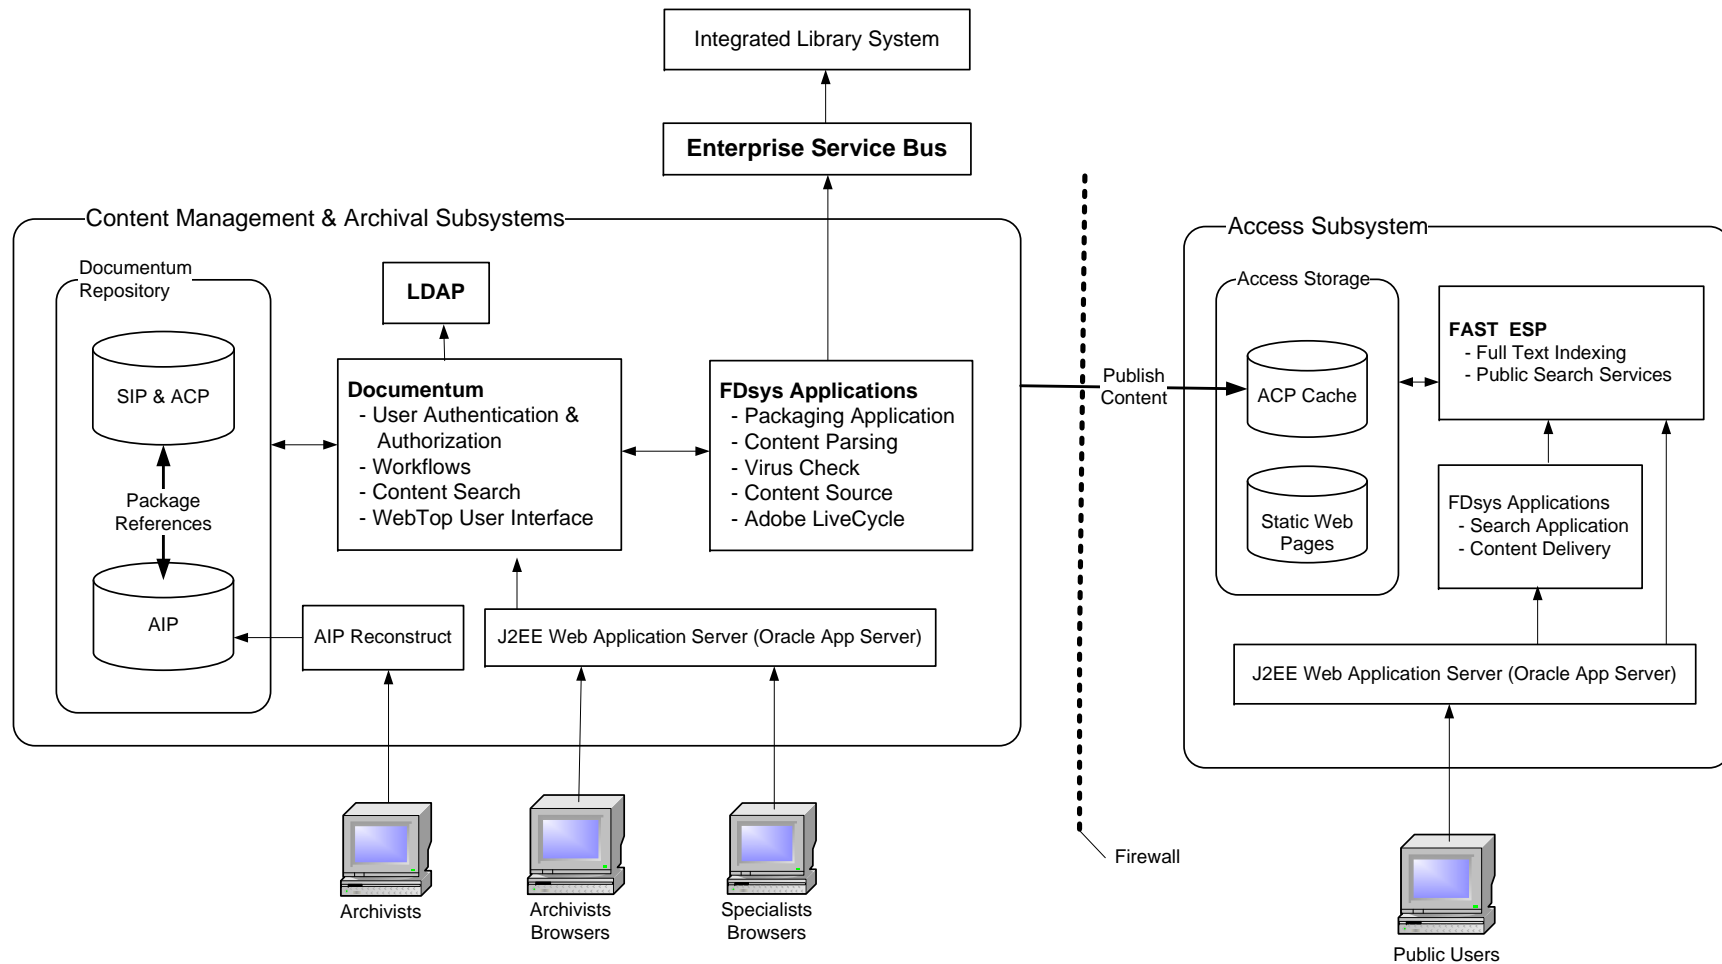 Integrated Library System
Enterprise Service Bus
Content Management & Archival Subsystems
Documentum
Repository
SIP & ACP
Package
References
AIP
LDAP
Documentum
- User Authentication &
Authorization
- Workflows
- Content Search
- WebTop User Interface
FDsys Applications
- Packaging Application
- Content Parsing
- Virus Check
- Content Source
- Adobe LiveCycle
AIP Reconstruct
J2EE Web Application Server (Oracle App Server)
Archivists
Archivists
Browsers
Specialists
Browsers
Publish
Content
Firewall
Access Subsystem
Access Storage
ACP Cache
Static Web
Pages
FAST ESP
- Full Text Indexing
- Public Search Services
FDsys Applications
- Search Application
- Content Delivery
J2EE Web Application Server (Oracle App Server)
Public Users